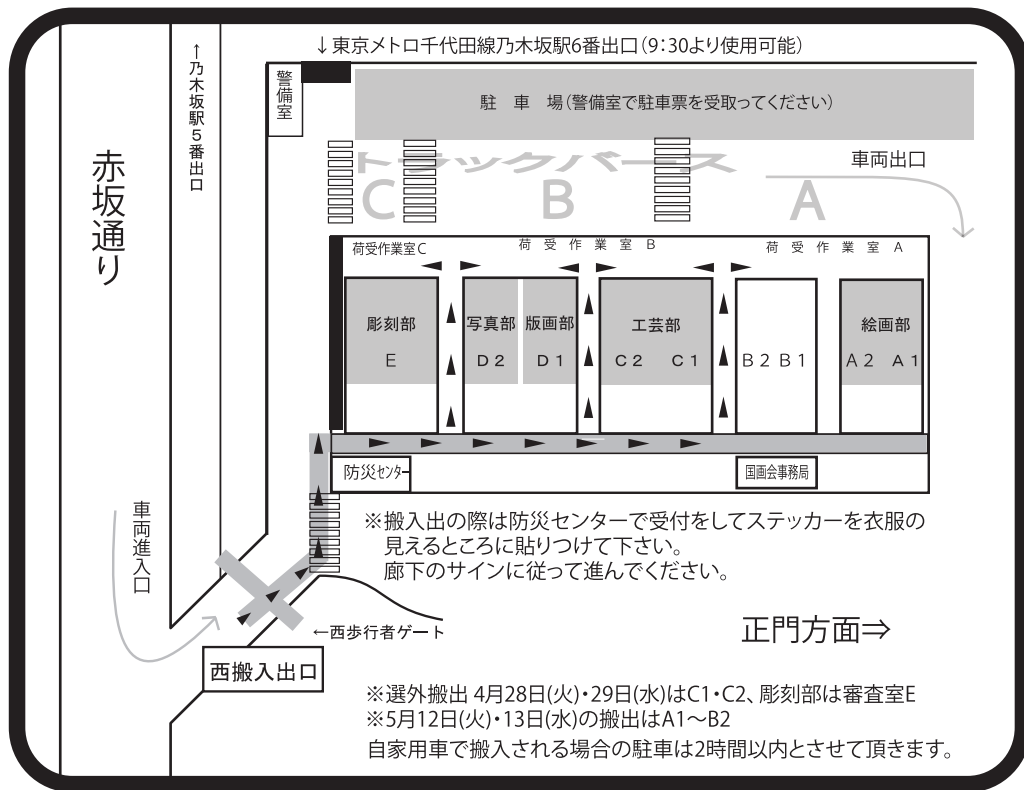 ↓東京メトロ千代田線乃木坂駅6番出口(9:30より使用可能)
←乃木坂駅5番出口
警備室
駐 車 場(警備室で駐車票を受取ってください)
赤坂通り
トラックバース
車両出口
C
B
A
荷受作業室C
荷受作業室B
荷受作業室A
彫刻部
写真部
版画部
工芸部
絵画部
E
D2
D1
C2 C1
B2 B1
A2 A1
防災センター
国画会事務局
車両進入口
※搬入出の際は防災センターで受付をしてステッカーを衣服の
見えるところに貼りつけて下さい。
廊下のサインに従って進んでください。
←西歩行者ゲート
正門方面⇒
西搬入出口
※選外搬出 4月28日(火)・29日(水)はC1・C2、彫刻部は審査室E
※5月12日(火)・13日(水)の搬出はA1～B2
自家用車で搬入される場合の駐車は2時間以内とさせて頂きます。